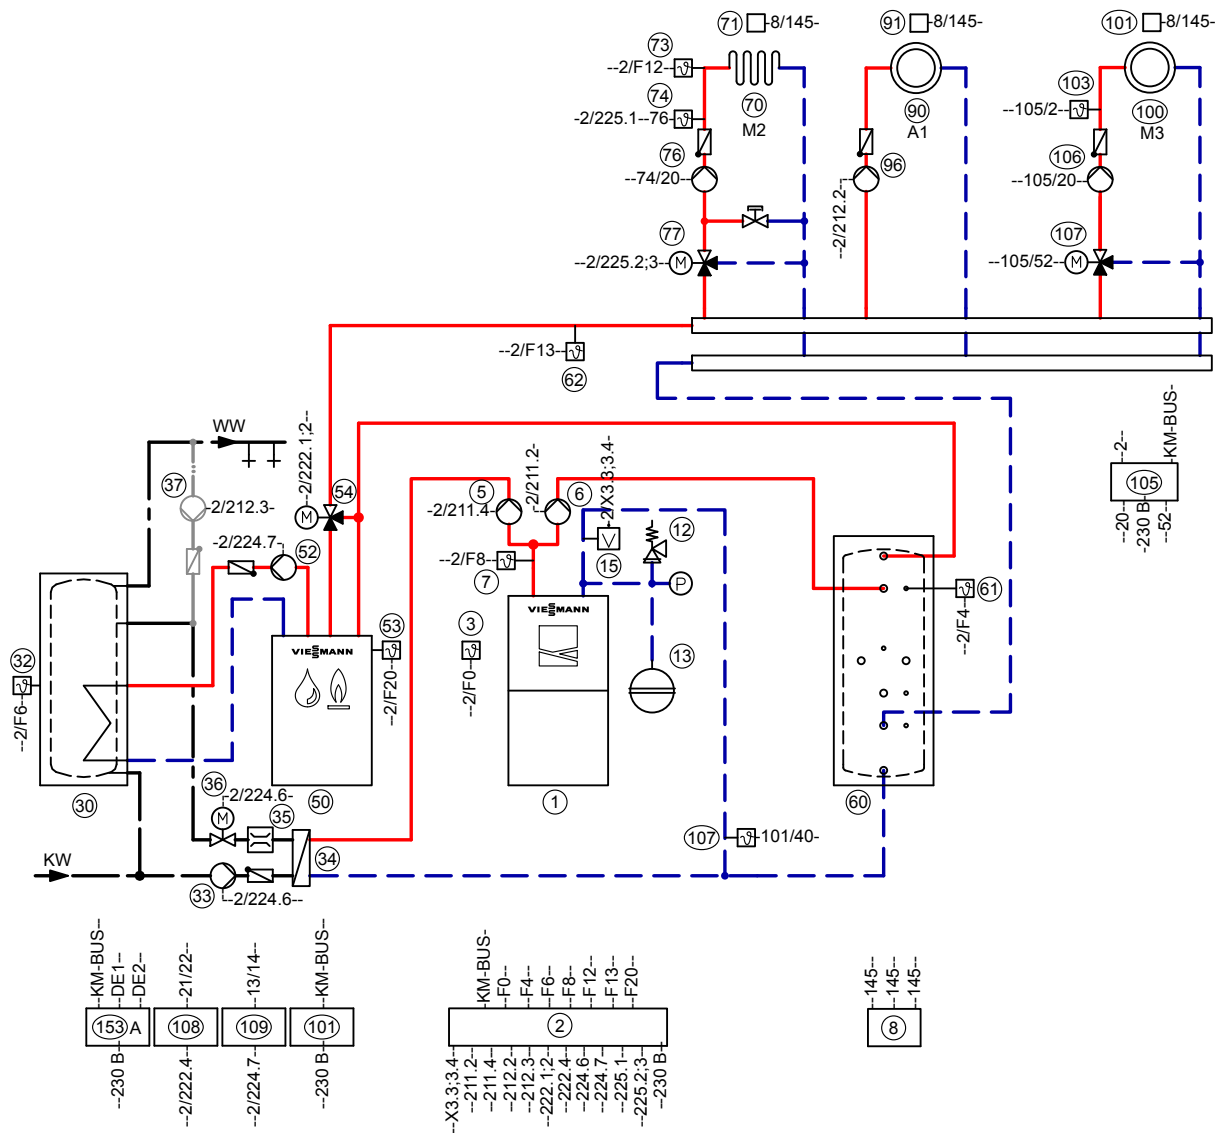 71 -8/145-
91 -8/145-
101 -8/145-
73
--2/F12--
74
-2/225.1--76-
70
M2
90
A1
103
--105/2--
100
M3
76
--74/20--
96
--2/212.2--
106
--105/20--
77
--2/225.2;3--
M
107
--105/52--
M
--2/F13--
62
WW
--2/222.1;2--
54
M
37
-2/212.3-
5
-2/211.4-
-2/211.2-
6
-2/X3.3;3.4-
12
15
P
-2/224.7-
52
--2/F8--
7
--2--
KM-BUS-
105
--20--
-230 B--
--52--
VIESSMANN
VIESSMANN
3
--2/F0--
53
--2/F20--
13
61
--2/F4--
32
--2/F6--
30
50
1
60
36
-2/224.6-
M
35
34
107
-101/40-
KW
33
--2/224.6--
--KM-BUS--
--DE1--
--DE2--
153 A
--230 B--
--21/22--
108
--2/222.4--
--13/14--
109
--2/224.7--
--KM-BUS--
101
--230 B--
--KM-BUS-
--F0--
--F4--
--F6--
--F8--
--F12--
--F13--
--F20--
2
--X3.3;3.4--
--211.2--
--211.4--
--212.2--
--212.3--
--222.1;2--
--222.4--
--224.6--
--224.7--
--225.1--
--225.2;3--
--230 B--
--145--
--145--
--145--
8